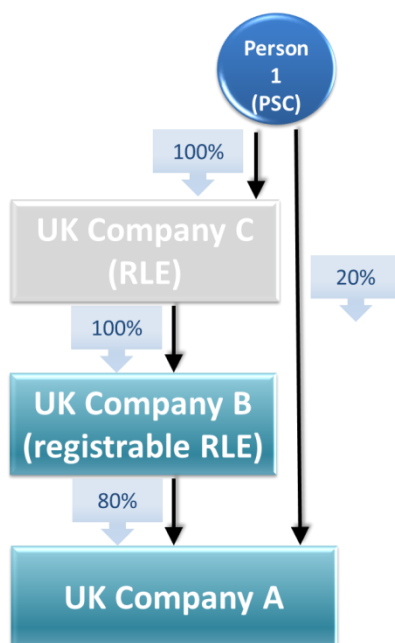 Person
1
(PSC)
100%
UK Company C
(RLE)
20%
100%
UK Company B
(registrable RLE)
80%
UK Company A